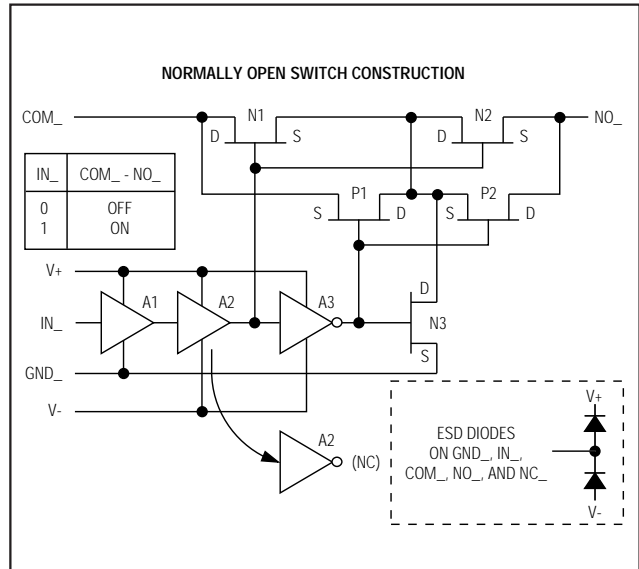 NORMALLY OPEN SWITCH CONSTRUCTION
COM_
N1
N2
NO_
D
S
D
S
IN_ COM_ - NO_
0 OFF
1 ON
P1
P2
S
D
S
D
V+
A1
A2
A3
D
IN_
N3
S
GND_
V-
A2
(NC)
V+
ESD DIODES
ON GND_, IN_,
COM_, NO_, AND NC_
V-